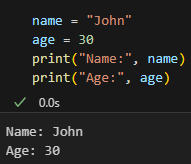 name = "John"
age = 30
print("Name:", name)
print("Age:", age)
0.0s
Name: John
Age: 30